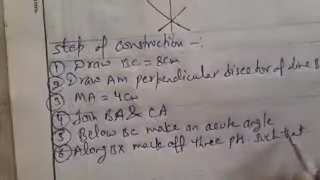 Step of construction :-
① Draw BC = 8cm
② Draw AM perpendicular bisector of line B
③ MA = 4cm
④ Join BA & CA
⑤ Below BC make an acute angle
⑥ Along BX mark off three pts. such that